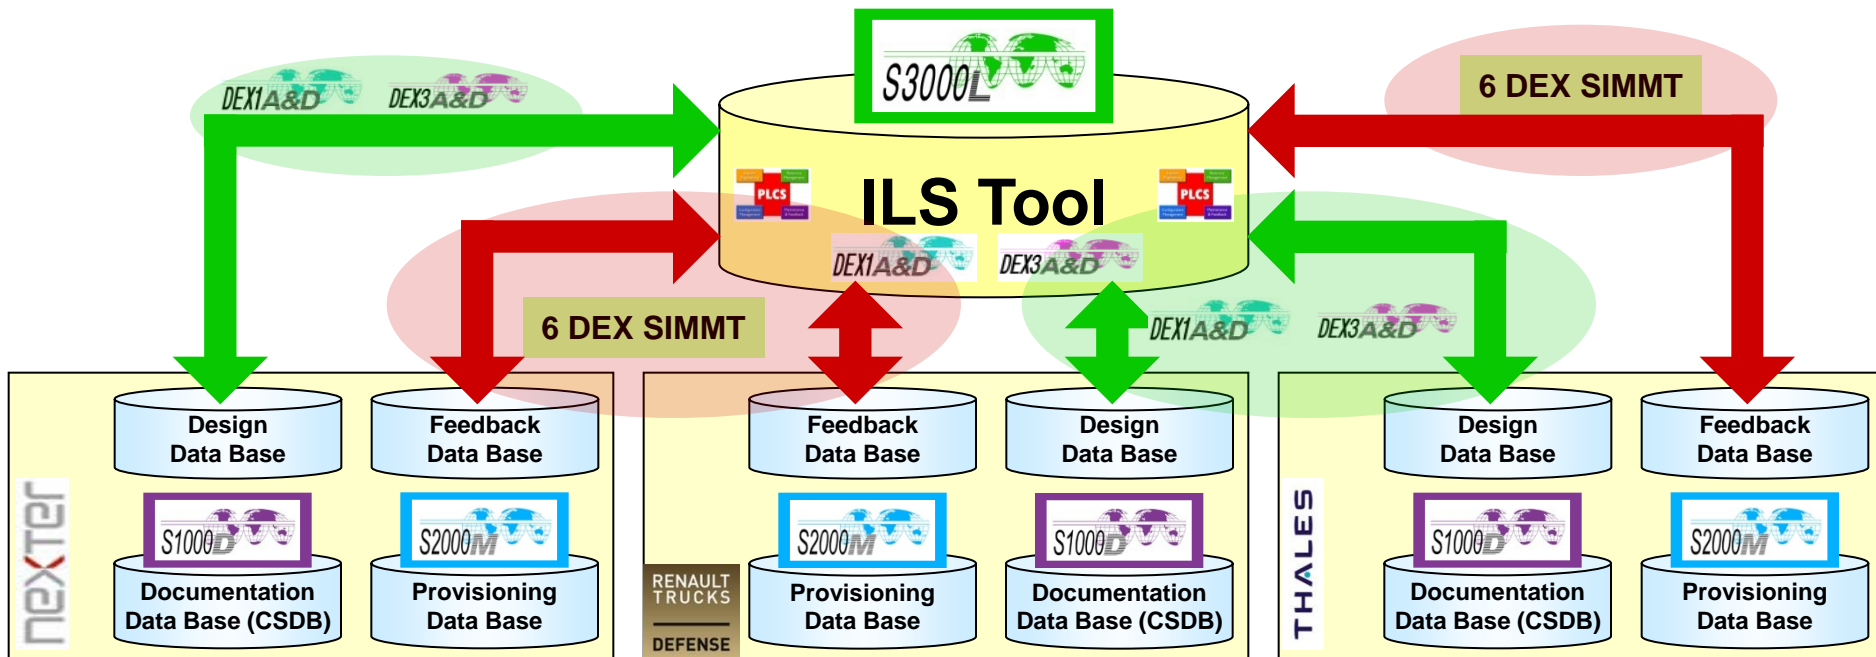 S3000L
DEX1A&D
DEX3A&D
6 DEX SIMMT
PLCS
ILS Tool
PLCS
DEX1A&D
DEX3A&D
6 DEX SIMMT
DEX1A&D
DEX3A&D
nexter
Design
Data Base
Feedback
Data Base
S1000D
S2000M
Documentation
Data Base (CSDB)
Provisioning
Data Base
RENAULT
TRUCKS
DEFENSE
Feedback
Data Base
Design
Data Base
S2000M
S1000D
Provisioning
Data Base
Documentation
Data Base (CSDB)
THALES
Design
Data Base
Feedback
Data Base
S1000D
S2000M
Documentation
Data Base (CSDB)
Provisioning
Data Base